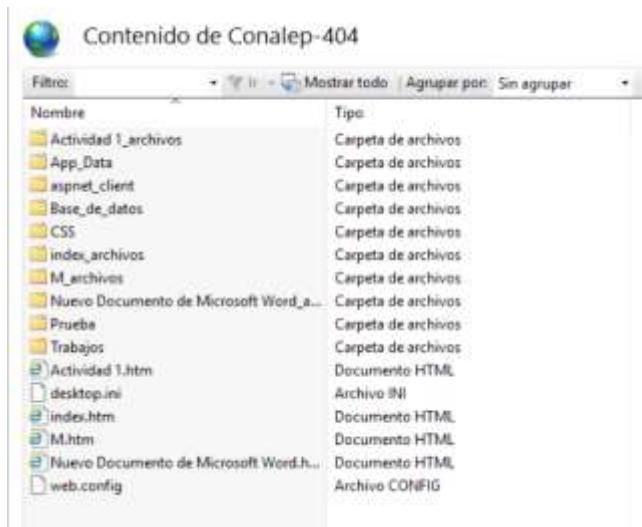 Contenido de Conalep-404
Filtro: Ir Mostrar todo Agrupar por: Sin agrupar
Nombre Tipo
Actividad 1_archivos Carpeta de archivos
App_Data Carpeta de archivos
aspnet_client Carpeta de archivos
Base_de_datos Carpeta de archivos
CSS Carpeta de archivos
index_archivos Carpeta de archivos
M_archivos Carpeta de archivos
Nuevo Documento de Microsoft Word_a... Carpeta de archivos
Prueba Carpeta de archivos
Trabajos Carpeta de archivos
Actividad 1.htm Documento HTML
desktop.ini Archivo INI
index.htm Documento HTML
M.htm Documento HTML
Nuevo Documento de Microsoft Word.h... Documento HTML
web.config Archivo CONFIG